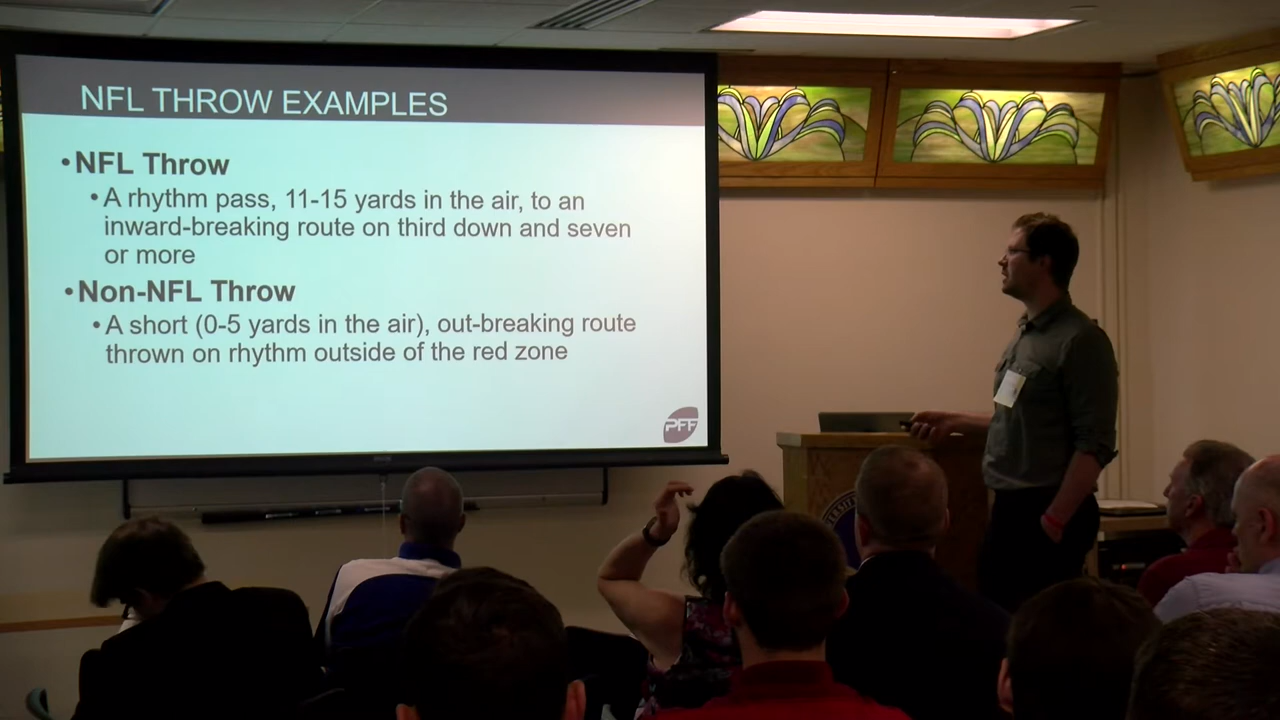 NFL THROW EXAMPLES
•NFL Throw
•A rhythm pass, 11-15 yards in the air, to an
inward-breaking route on third down and seven
or more
•Non-NFL Throw
•A short (0-5 yards in the air), out-breaking route
thrown on rhythm outside of the red zone
PFF